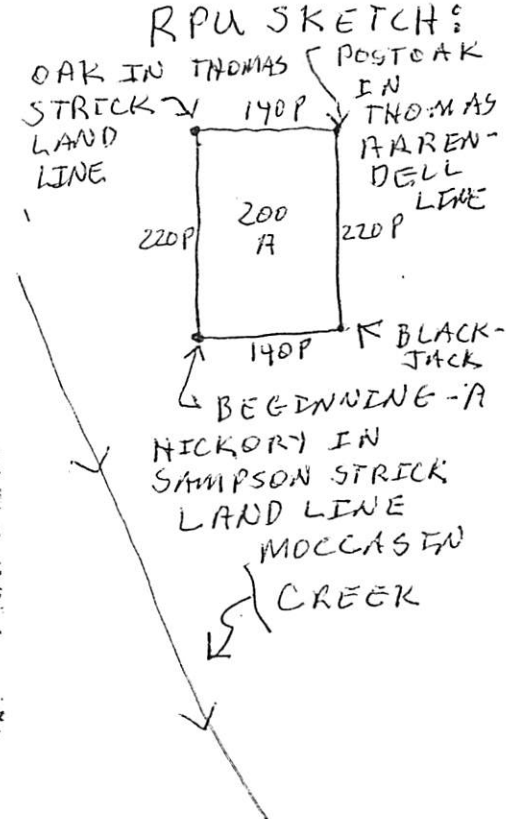 RPU SKETCH:
OAK IN THOMAS
STRICK
LAND
LINE
POSTOAK
IN
THOMAS
AAREN-
DELL
LINE
140P
220P
200
A
220P
140P
BLACK-
JACK
BEGINNING - A
HICKORY IN
SAMPSON STRICK
LAND LINE
MOCCASIN
CREEK